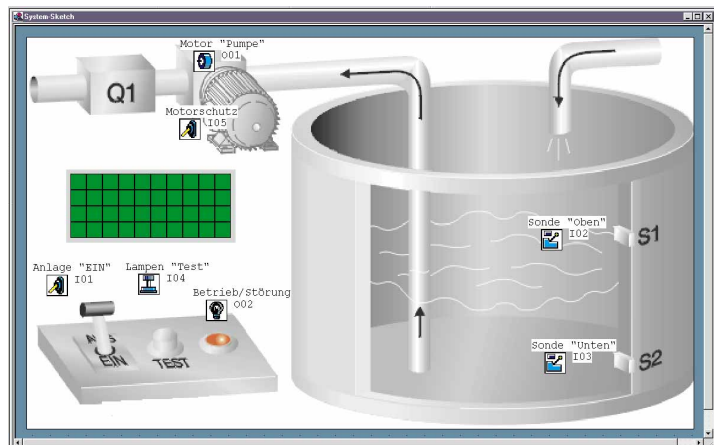 System-Sketch
Motor "Pumpe"
O01
Q1
Motorschutz
I05
Sonde "Oben"
I02
S1
Anlage "EIN"
I01
Lampen "Test"
I04
Betrieb/Störung
O02
AUS
EIN
TEST
Sonde "Unten"
I03
S2